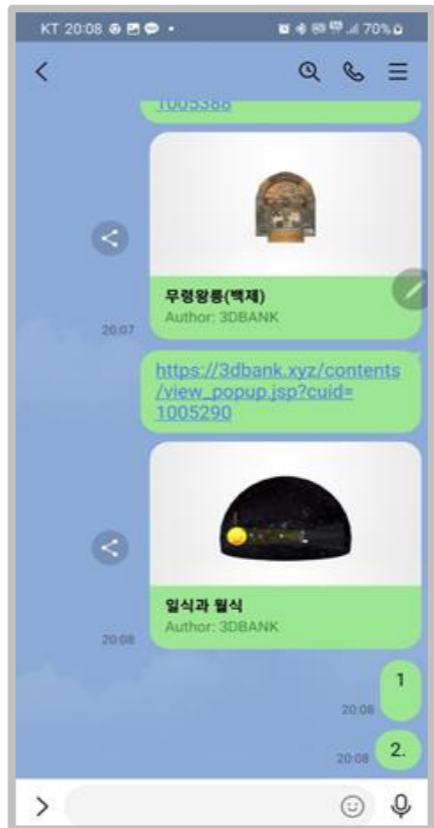 KT 20:08
70%
1005388
무령왕릉(백제)
Author: 3DBANK
20:07
https://3dbank.xyz/contents
/view_popup.jsp?cuid=
1005290
일식과 월식
Author: 3DBANK
20:08
1
20:08
2.
20:08